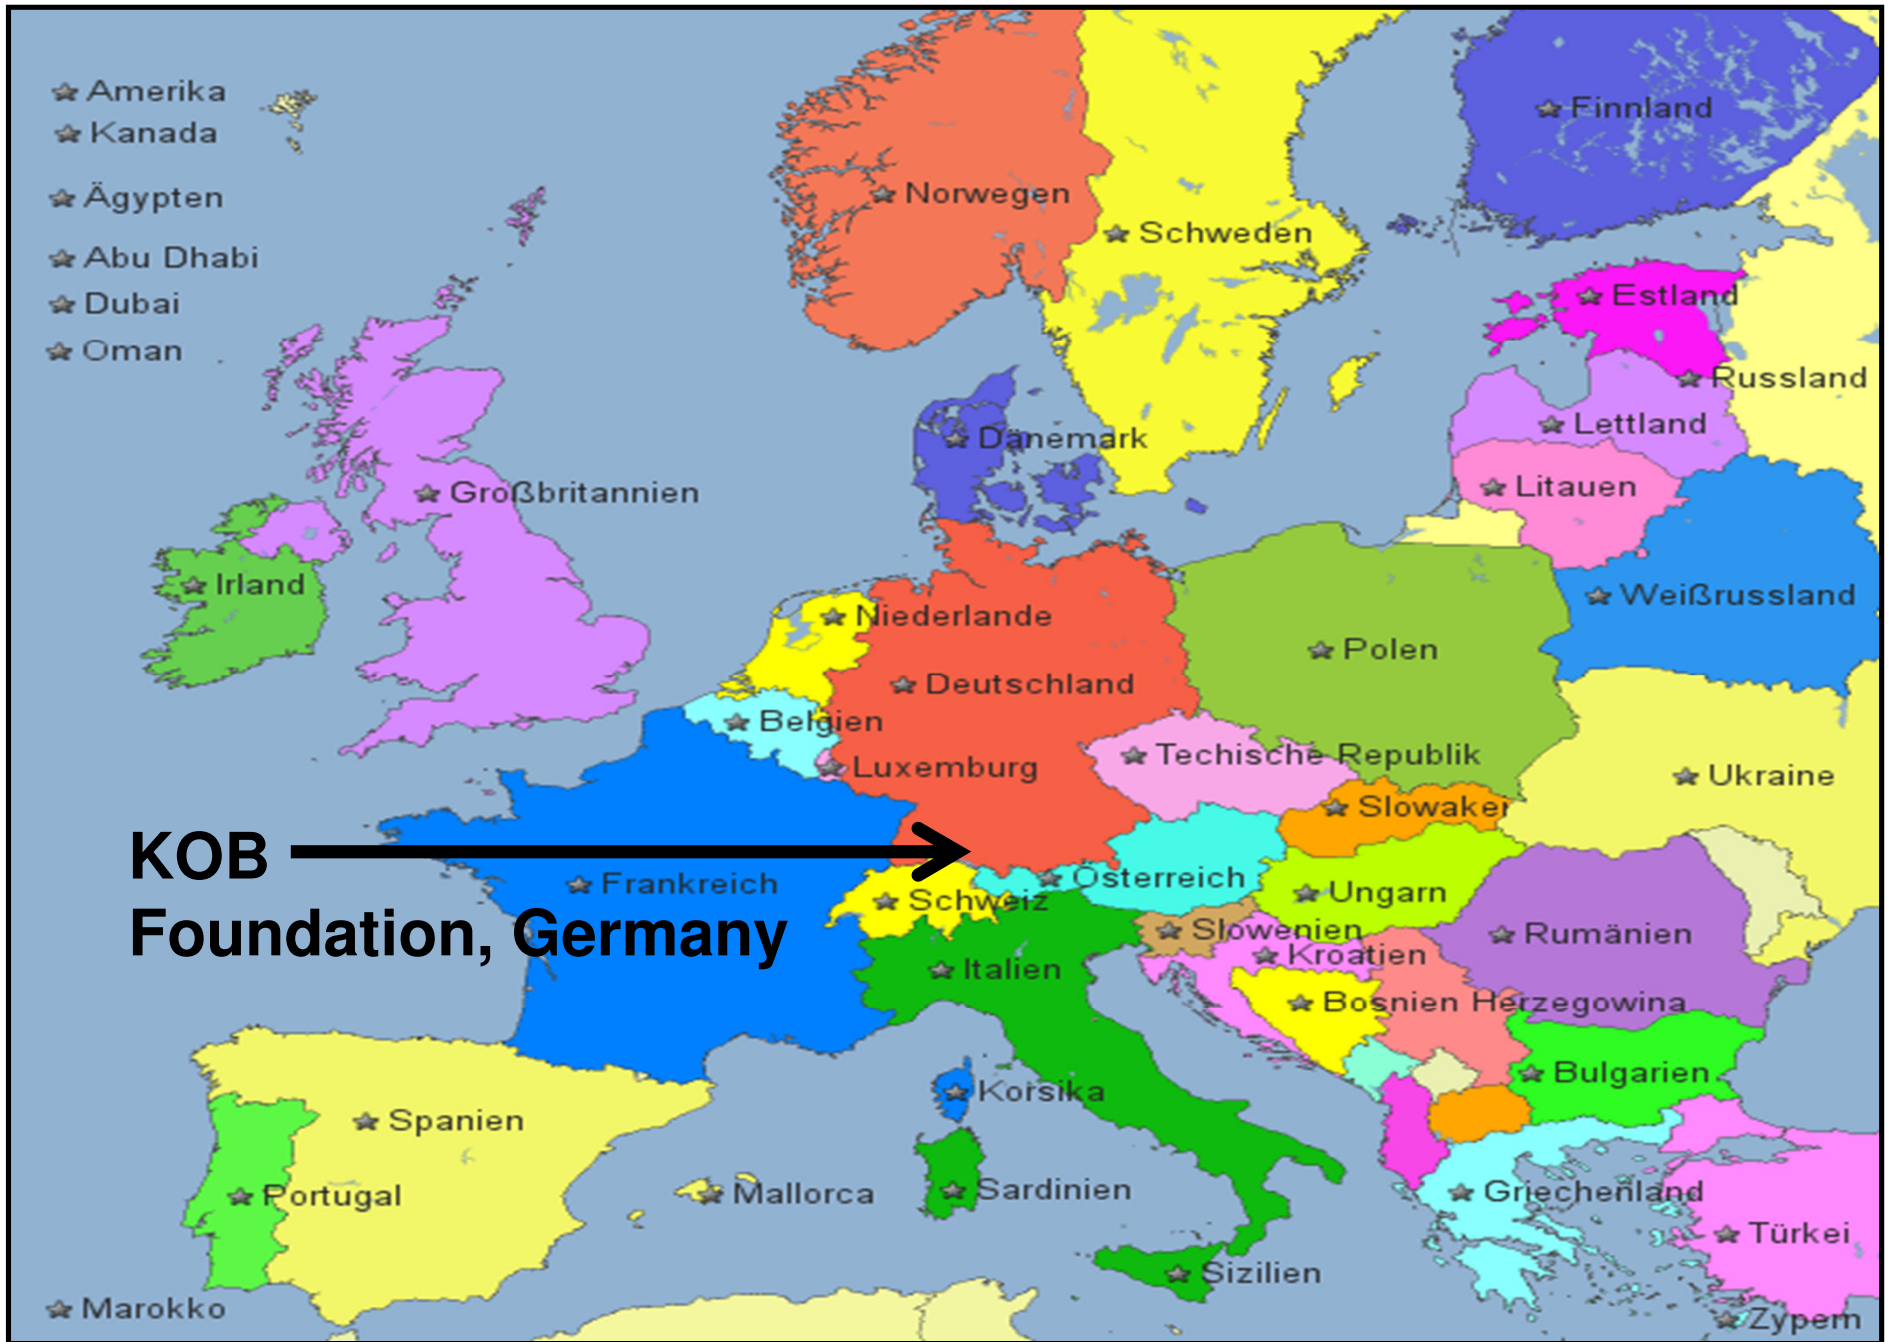 Amerika
Kanada
Ägypten
Abu Dhabi
Dubai
Oman
Norwegen
Schweden
Finnland
Estland
Russland
Lettland
Litauen
Dänemark
Großbritannien
Irland
Weißrussland
Niederlande
Polen
Deutschland
Belgien
Techische Republik
Luxemburg
Ukraine
Slowaker
KOB
Foundation, Germany
Frankreich
Österreich
Schweiz
Ungarn
Slowenien
Rumänien
Kroatien
Italien
Bosnien Herzegowina
Bulgarien
Korsika
Spanien
Portugal
Mallorca
Sardinien
Griechenland
Türkei
Sizilien
Marokko
Zypern